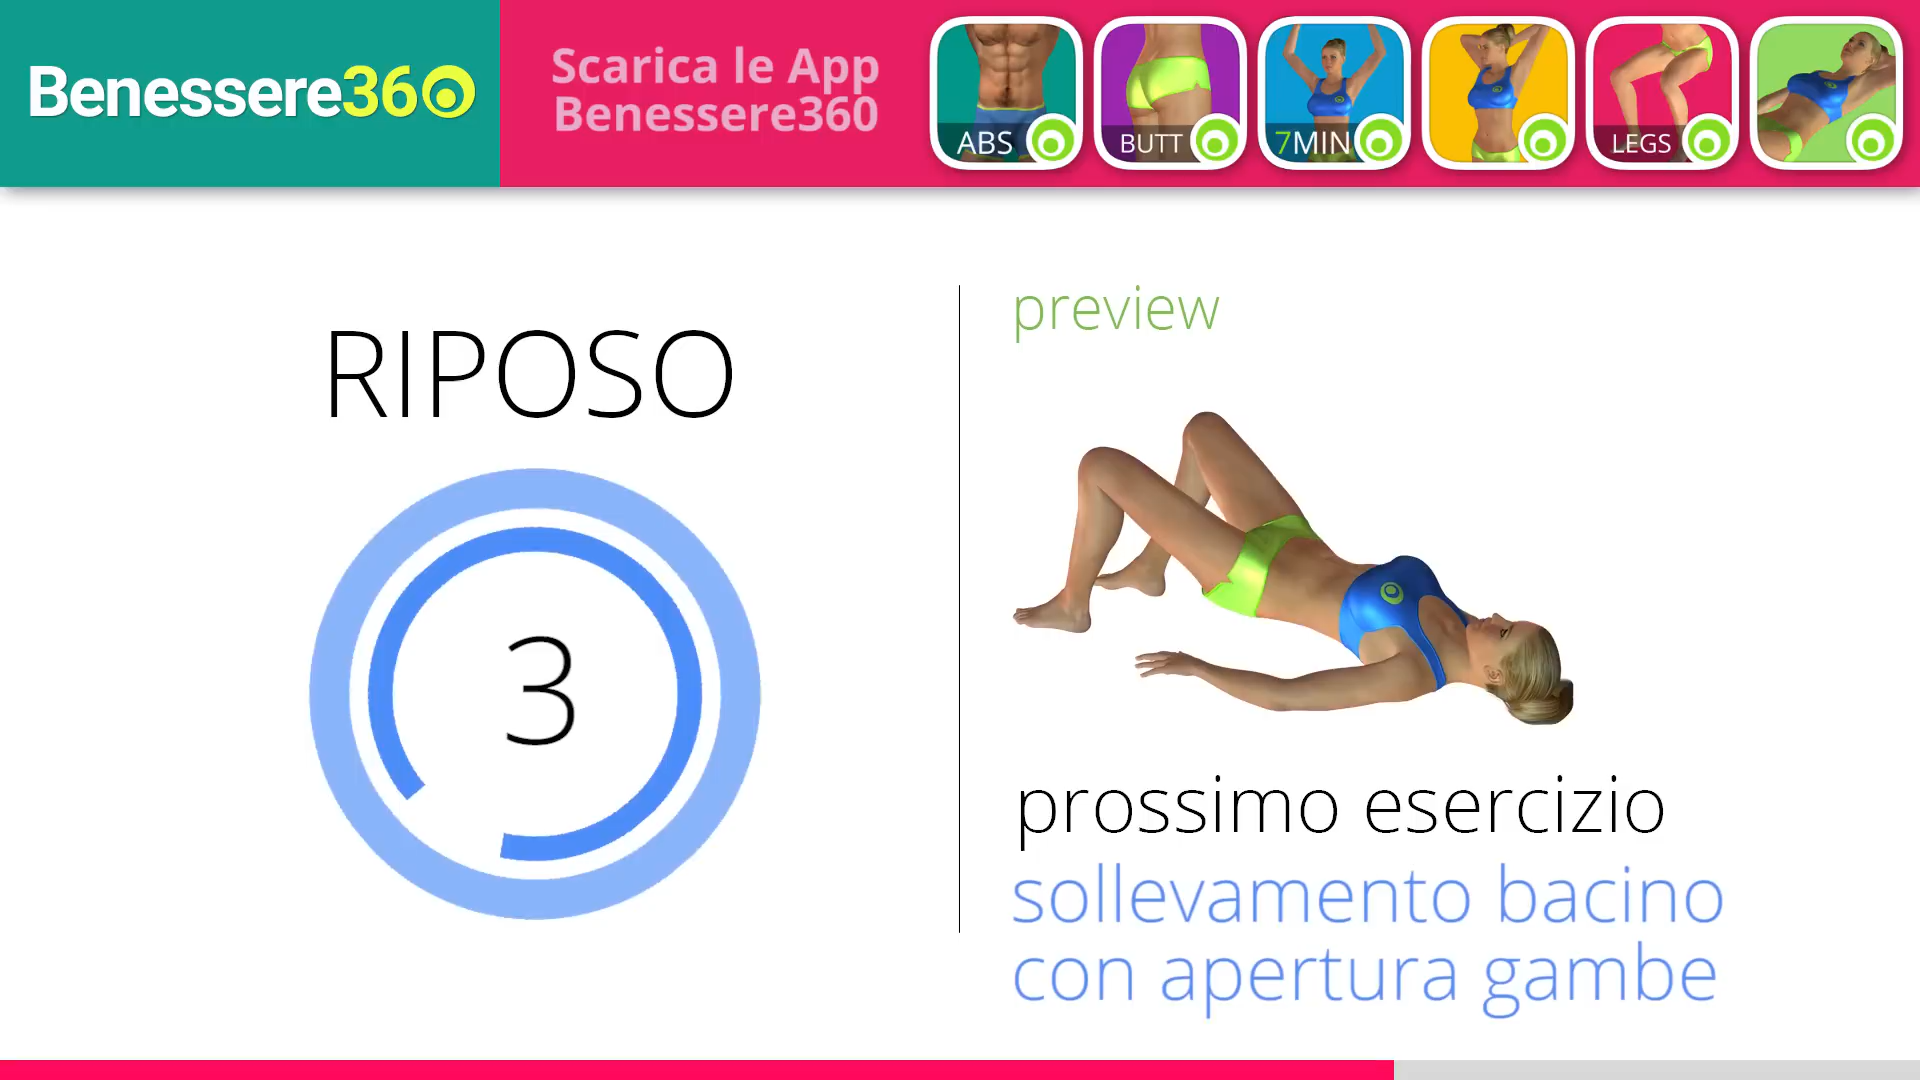 Benessere360
Scarica le App
Benessere360
ABS
BUTT
7MIN
LEGS
RIPOSO
3
preview
prossimo esercizio
sollevamento bacino
con apertura gambe